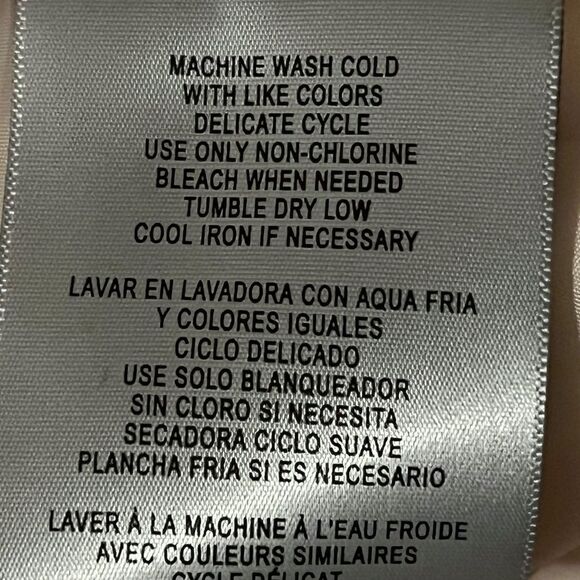 MACHINE WASH COLD
WITH LIKE COLORS
DELICATE CYCLE
USE ONLY NON-CHLORINE
BLEACH WHEN NEEDED
TUMBLE DRY LOW
COOL IRON IF NECESSARY
LAVAR EN LAVADORA CON AQUA FRIA
Y COLORES IGUALES
CICLO DELICADO
USE SOLO BLANQUEADOR
SIN CLORO SI NECESITA
SECADORA CICLO SUAVE
PLANCHA FRIA SI ES NECESARIO
LAVER À LA MACHINE À L'EAU FROIDE
AVEC COULEURS SIMILAIRES
CYCLE DÉLICAT